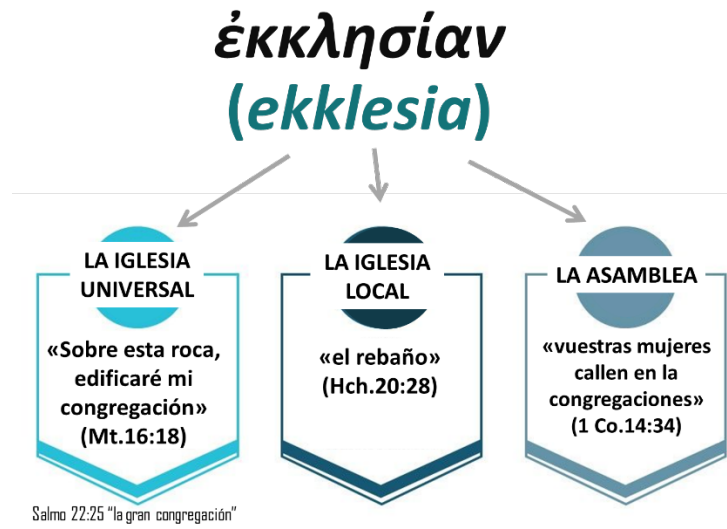 ἐκκλησίαν
(ekklesia)
LA IGLESIA
UNIVERSAL
«Sobre esta roca,
edificaré mi
congregación»
(Mt.16:18)
LA IGLESIA
LOCAL
«el rebaño»
(Hch.20:28)
LA ASAMBLEA
«vuestras mujeres
callen en la
congregaciones»
(1 Co.14:34)
Salmo 22:25 “la gran congregación”